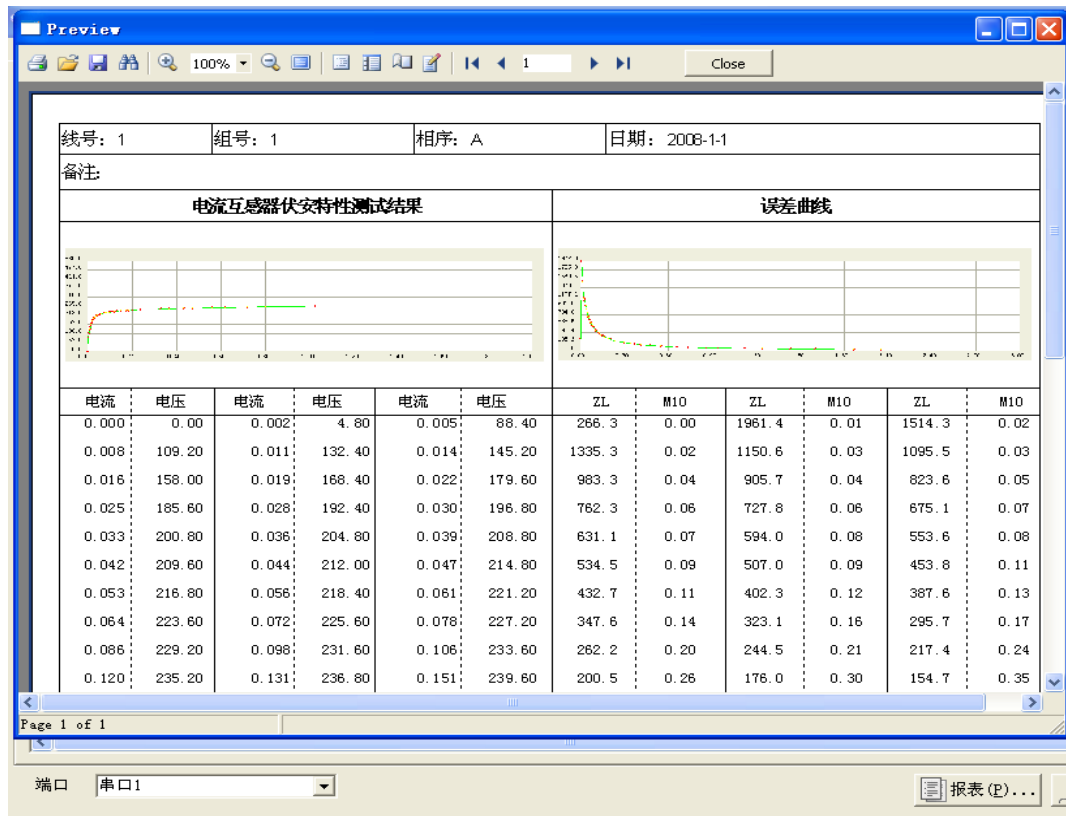 Preview
100% 1 Close
线号: 1 组号: 1 相序: A 日期: 2008-1-1
备注:
电流互感器伏安特性测试结果 误差曲线
电流 电压 电流 电压 电流 电压 ZL M10 ZL M10 ZL M10
0.000 0.00 0.002 4.80 0.005 88.40 266.3 0.00 1961.4 0.01 1514.3 0.02
0.008 109.20 0.011 132.40 0.014 145.20 1335.3 0.02 1150.6 0.03 1095.5 0.03
0.016 158.00 0.019 168.40 0.022 179.60 983.3 0.04 905.7 0.04 823.6 0.05
0.025 185.60 0.028 192.40 0.030 196.80 762.3 0.06 727.8 0.06 675.1 0.07
0.033 200.80 0.036 204.80 0.039 208.80 631.1 0.07 594.0 0.08 553.6 0.08
0.042 209.60 0.044 212.00 0.047 214.80 534.5 0.09 507.0 0.09 453.8 0.11
0.053 216.80 0.056 218.40 0.061 221.20 432.7 0.11 402.3 0.12 387.6 0.13
0.064 223.60 0.072 225.60 0.078 227.20 347.6 0.14 323.1 0.16 295.7 0.17
0.086 229.20 0.098 231.60 0.106 233.60 262.2 0.20 244.5 0.21 217.4 0.24
0.120 235.20 0.131 236.80 0.151 239.60 200.5 0.26 176.0 0.30 154.7 0.35
Page 1 of 1
端口 串口1 报表(P)...